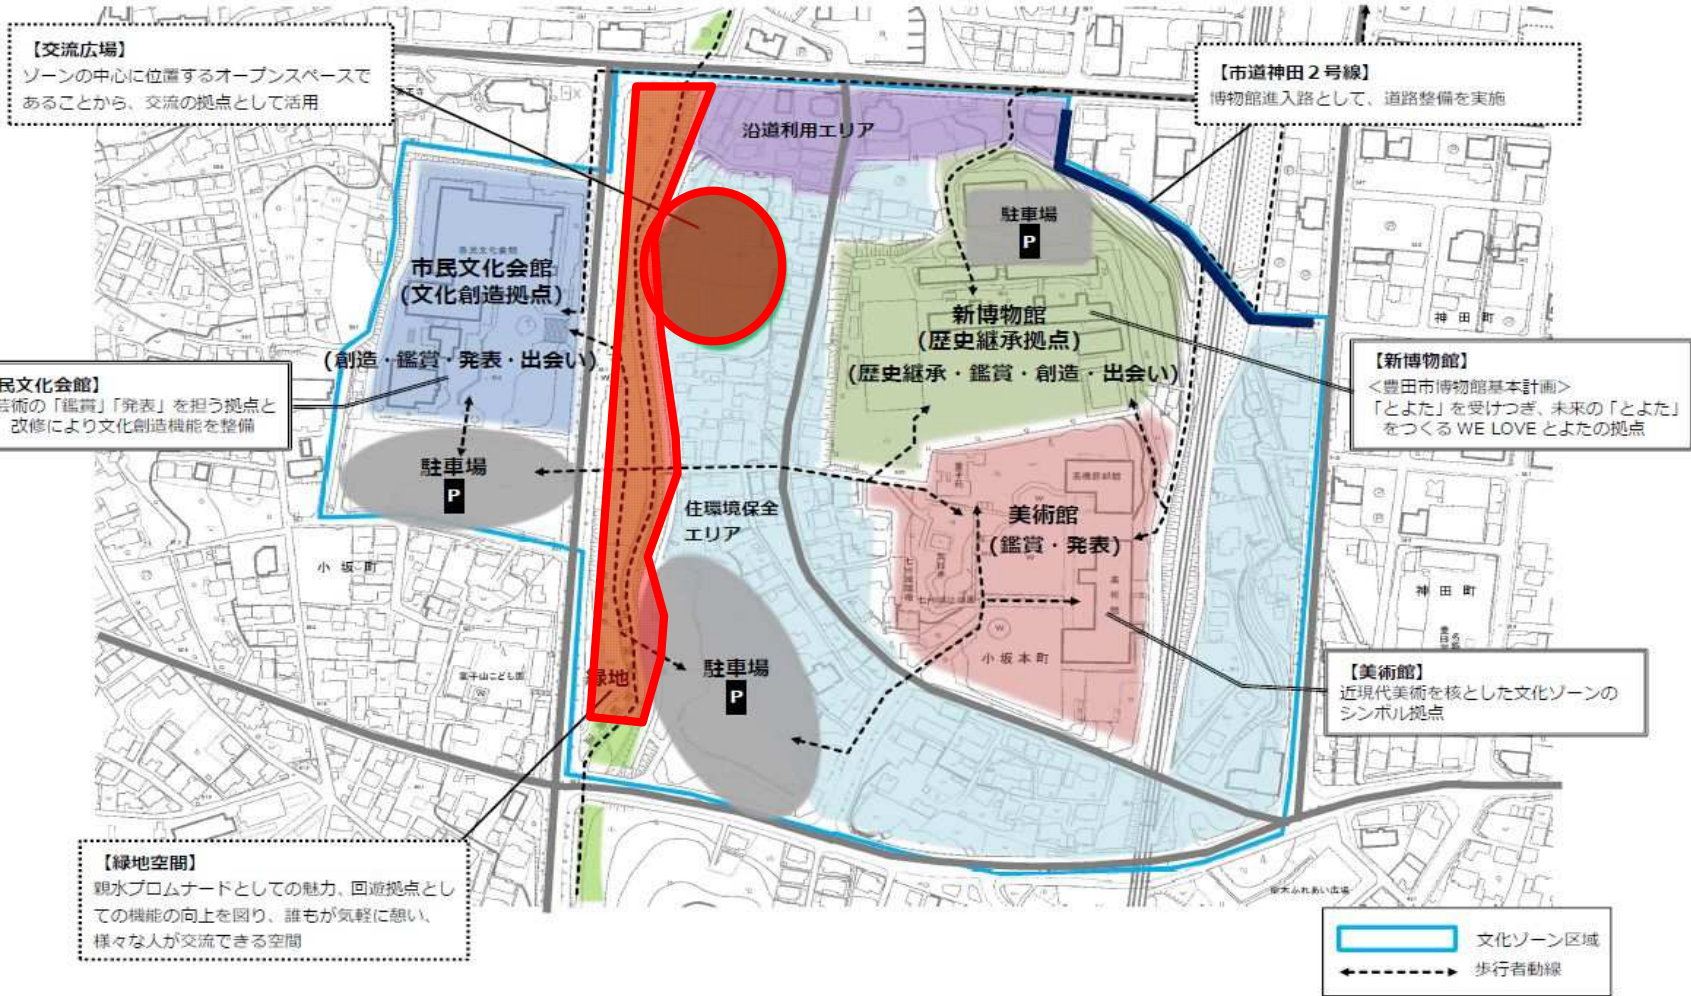 【交流広場】
ゾーンの中心に位置するオープンスペースで
あることから、交流の拠点として活用
【市道神田２号線】
博物館進入路として、道路整備を実施
沿道利用エリア
駐車場
P
市民文化会館
(文化創造拠点)
(創造・鑑賞・発表・出会い)
新博物館
(歴史継承拠点)
(歴史継承・鑑賞・創造・出会い)
神田町
【新博物館】
<豊田市博物館基本計画>
「とよた」を受けつぎ、未来の「とよた」
をつくる WE LOVE とよたの拠点
民文化会館】
芸術の「鑑賞」「発表」を担う拠点と
改修により文化創造機能を整備
駐車場
P
住環境保全
エリア
美術館
(鑑賞・発表)
小坂町
神田町
小坂本町
駐車場
P
緑地
【美術館】
近現代美術を核とした文化ゾーンの
シンボル拠点
【緑地空間】
親水プロムナードとしての魅力、回遊拠点とし
ての機能の向上を図り、誰もが気軽に憩い、
様々な人が交流できる空間
文化ゾーン区域
歩行者動線